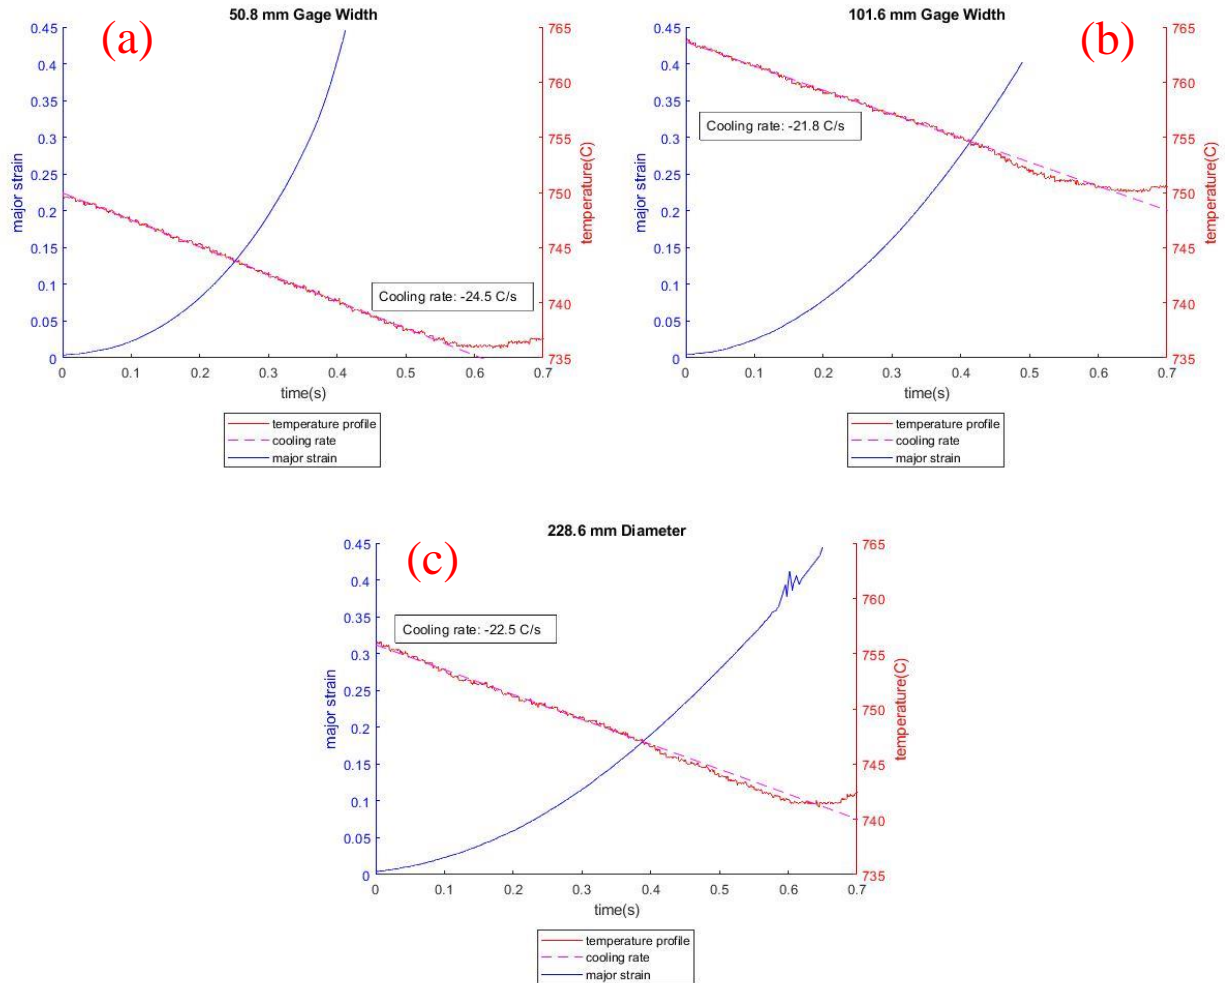 50.8 mm Gage Width
(a)
0.45
0.4
0.35
0.3
0.25
0.2
0.15
0.1
0.05
0
major strain
765
760
755
750
745
740
735
temperature(C)
Cooling rate: -24.5 C/s
0 0.1 0.2 0.3 0.4 0.5 0.6 0.7
time(s)
temperature profile
cooling rate
major strain
101.6 mm Gage Width
(b)
0.45
0.4
0.35
0.3
0.25
0.2
0.15
0.1
0.05
0
major strain
765
760
755
750
745
740
735
temperature(C)
Cooling rate: -21.8 C/s
0 0.1 0.2 0.3 0.4 0.5 0.6 0.7
time(s)
temperature profile
cooling rate
major strain
228.6 mm Diameter
(c)
0.45
0.4
0.35
0.3
0.25
0.2
0.15
0.1
0.05
0
major strain
765
760
755
750
745
740
735
temperature(C)
Cooling rate: -22.5 C/s
0 0.1 0.2 0.3 0.4 0.5 0.6 0.7
time(s)
temperature profile
cooling rate
major strain